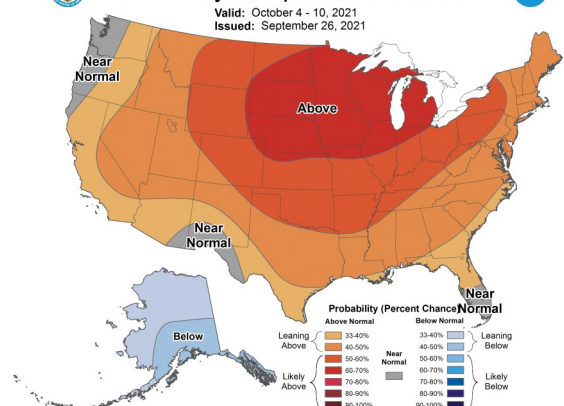 Valid: October 4 - 10, 2021
Issued: September 26, 2021
Near
Normal
Above
Near
Normal
Near
Normal
Below
Probability (Percent Chance)
Above Normal
Below Normal
Leaning
Above
33-40%
40-50%
Likely
Above
50-60%
60-70%
70-80%
80-90%
90-100%
Near
Normal
33-40%
40-50%
Leaning
Below
50-60%
60-70%
70-80%
80-90%
90-100%
Likely
Below